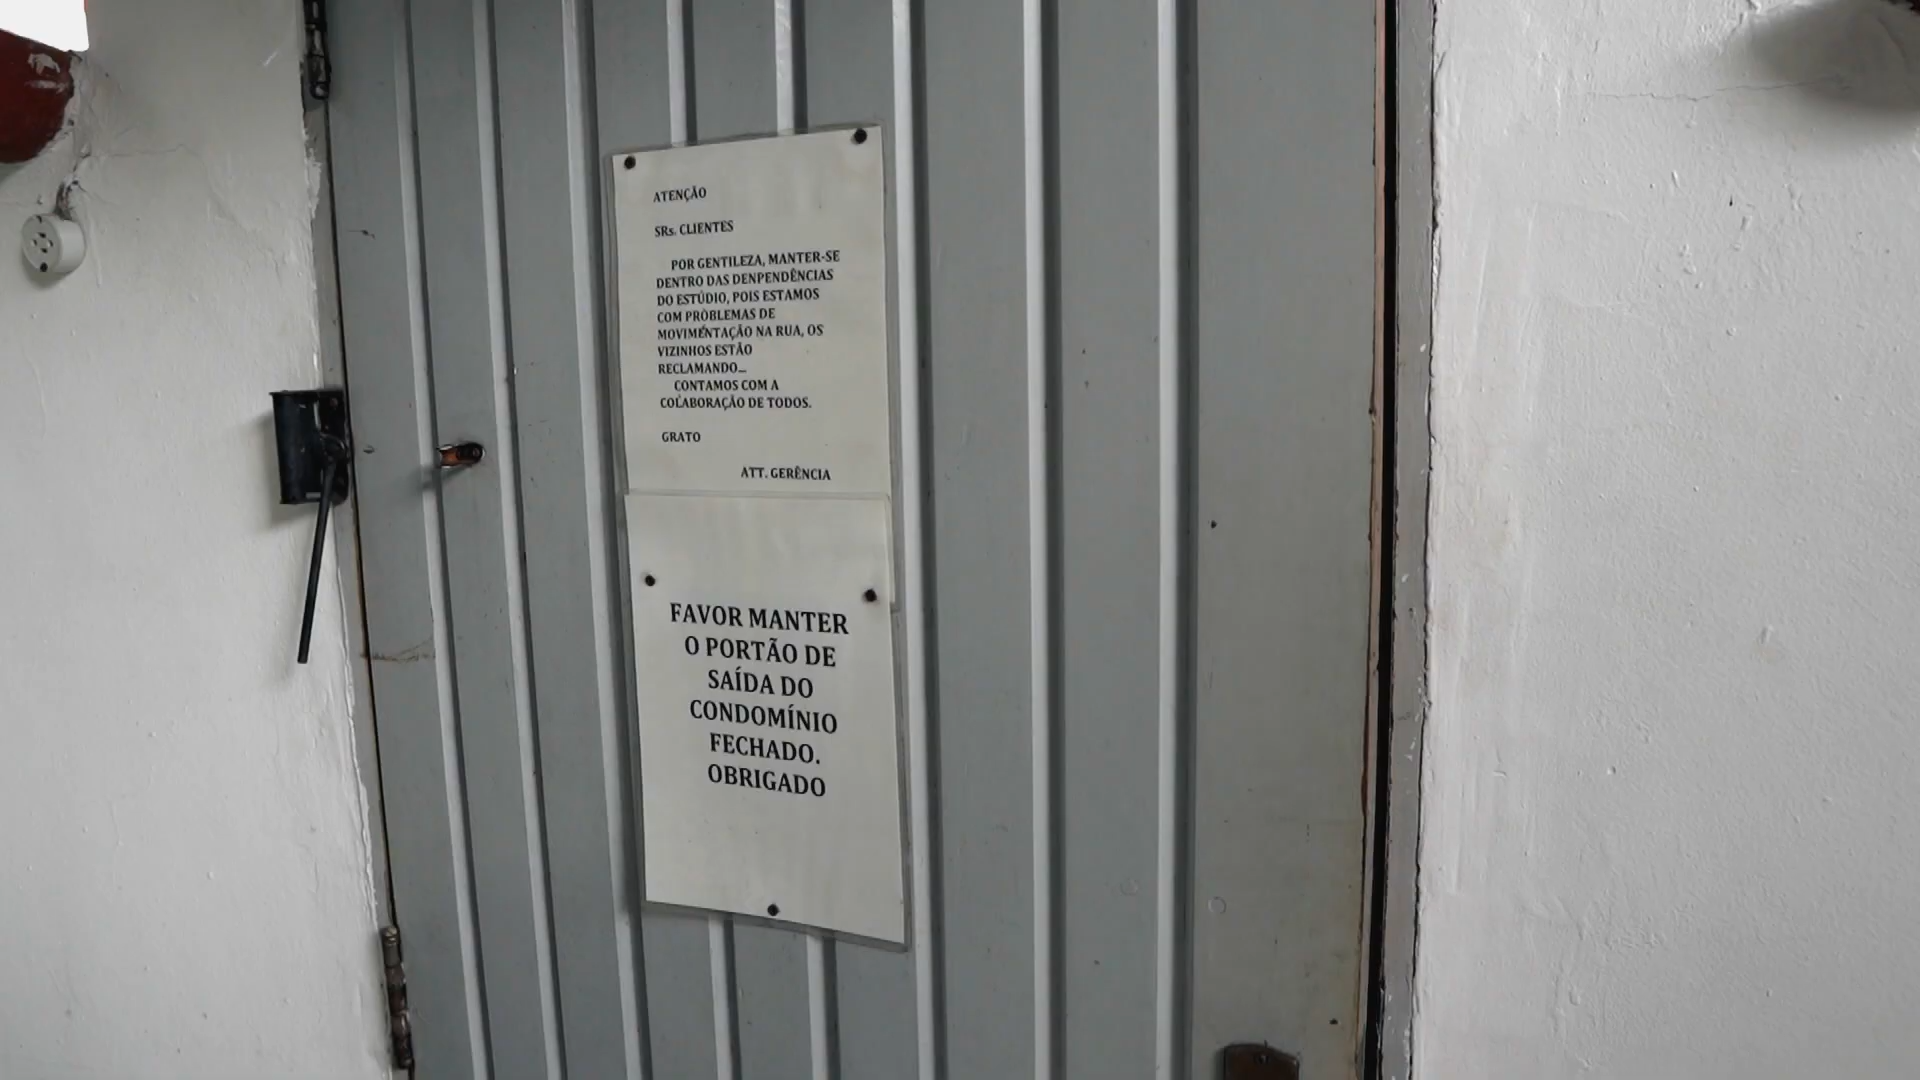 ATENÇÃO
SRs. CLIENTES
POR GENTILEZA, MANTER-SE
DENTRO DAS DENPENDÊNCIAS
DO ESTÚDIO, POIS ESTAMOS
COM PROBLEMAS DE
MOVIMENTAÇÃO NA RUA, OS
VIZINHOS ESTÃO
RECLAMANDO...
CONTAMOS COM A
COLABORAÇÃO DE TODOS.
GRATO
ATT. GERÊNCIA
FAVOR MANTER
O PORTÃO DE
SAÍDA DO
CONDOMÍNIO
FECHADO.
OBRIGADO